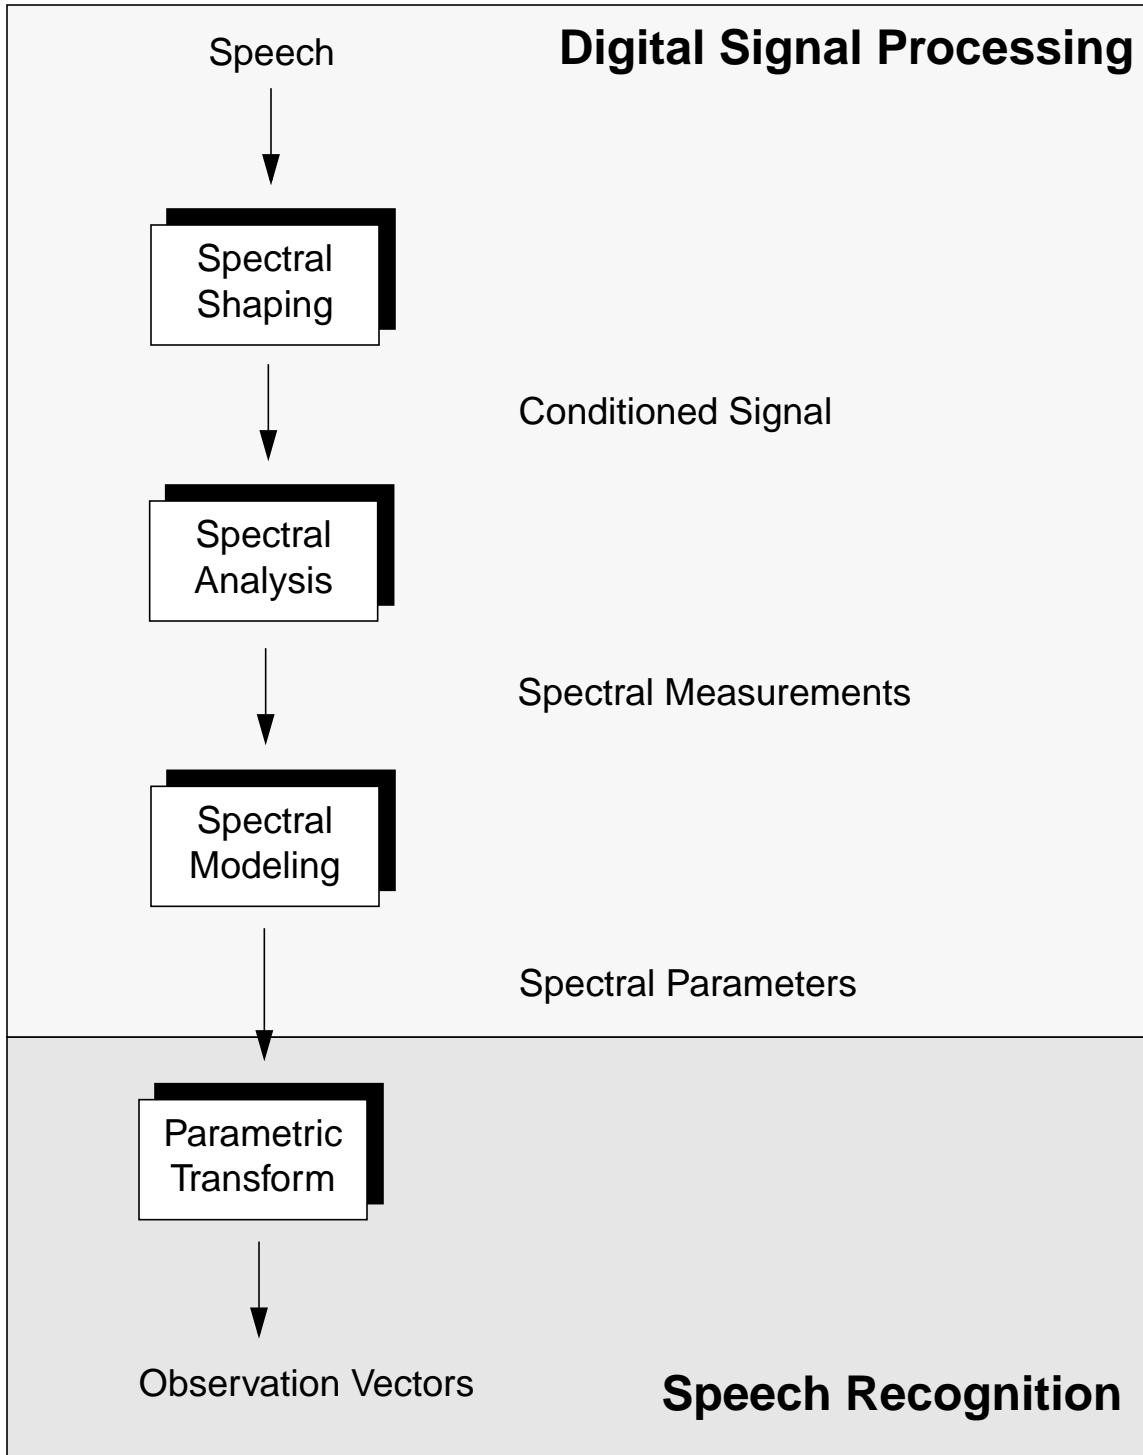 Speech
Digital Signal Processing
Spectral
Shaping
Conditioned Signal
Spectral
Analysis
Spectral Measurements
Spectral
Modeling
Spectral Parameters
Parametric
Transform
Observation Vectors
Speech Recognition